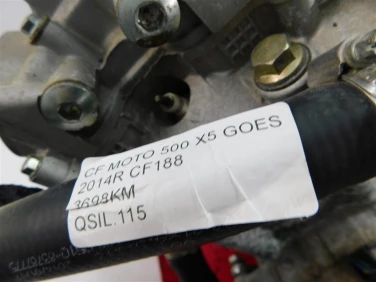 CF MOTO 500 X5 GOES
2014R CF188
3698KM
QSIL.115